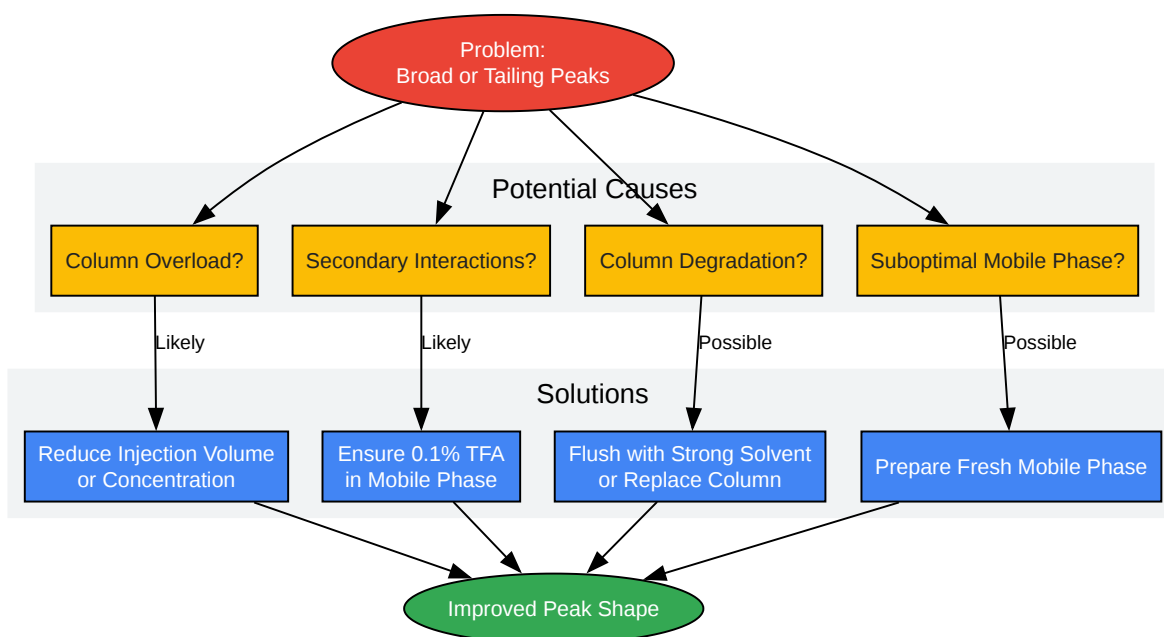 Problem:
Broad or Tailing Peaks
Potential Causes
Column Overload?
Secondary Interactions?
Column Degradation?
Suboptimal Mobile Phase?
Likely
Likely
Possible
Possible
Solutions
Reduce Injection Volume
or Concentration
Ensure 0.1% TFA
in Mobile Phase
Flush with Strong Solvent
or Replace Column
Prepare Fresh Mobile Phase
Improved Peak Shape